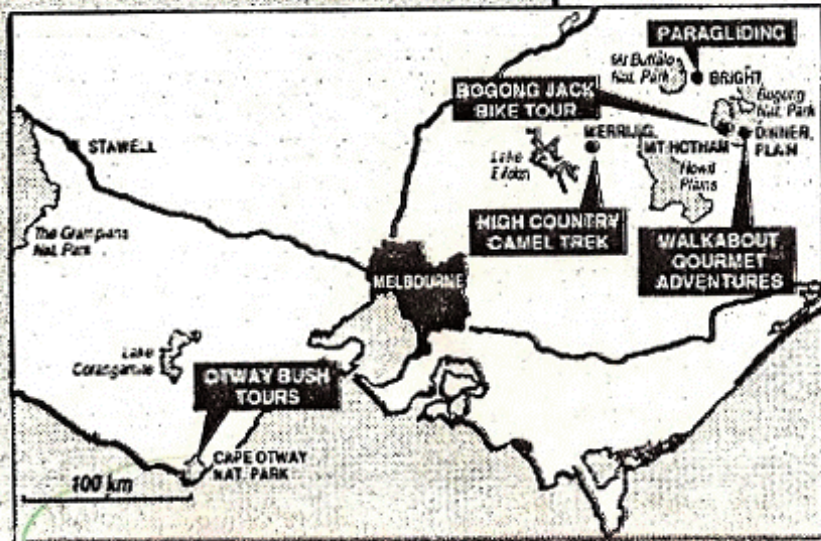 PARAGLIDING
Mt Buffalo
Nat. Park
BRIGHT
BOGONG JACK
BIKE TOUR
Bogong
Nat. Park
STAWELL
MERRIJIG
MT HOTHAM
DINNER
PLAIN
Lake
Eildon
Howitt
Plains
The Grampians
Nat. Park
HIGH COUNTRY
CAMEL TREK
WALKABOUT
GOURMET
ADVENTURES
MELBOURNE
Lake
Corangamite
OTWAY BUSH
TOURS
CAPE OTWAY
NAT. PARK
100 km